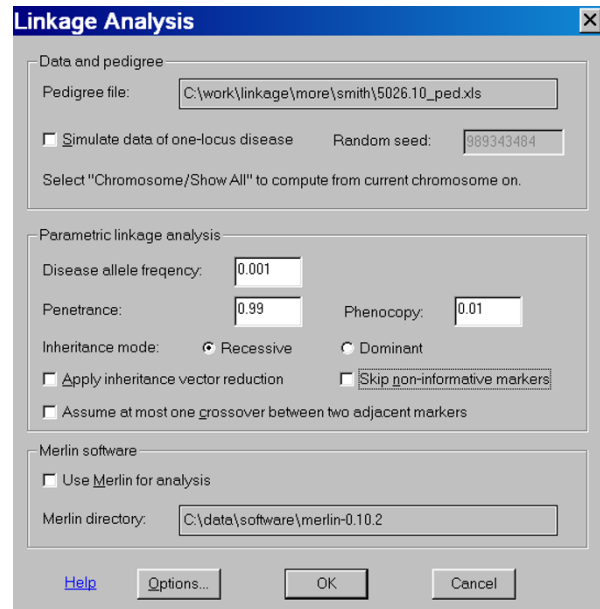 Linkage Analysis
Data and pedigree
Pedigree file: C:\work\linkage\more\smith\5026.10_ped.xls
Simulate data of one-locus disease Random seed: 989343484
Select "Chromosome/Show All" to compute from current chromosome on.
Parametric linkage analysis
Disease allele freqency: 0.001
Penetrance: 0.99 Phenocopy: 0.01
Inheritance mode: Recessive Dominant
Apply inheritance vector reduction Skip non-informative markers
Assume at most one crossover between two adjacent markers
Merlin software
Use Merlin for analysis
Merlin directory: C:\data\software\merlin-0.10.2
Help Options... OK Cancel